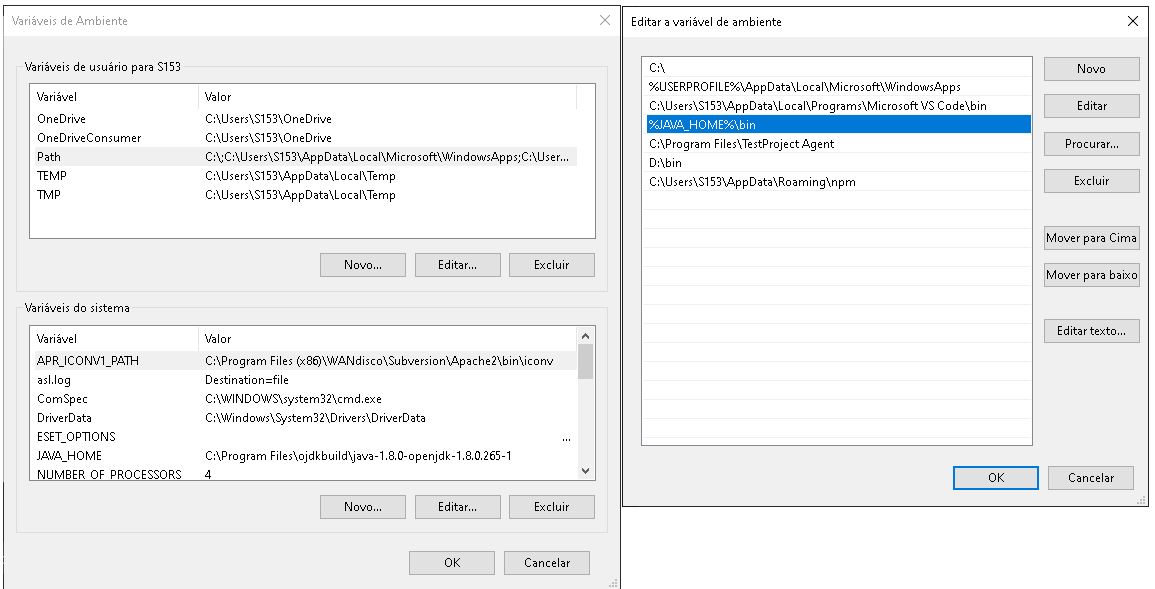 Variáveis de Ambiente
Variáveis de usuário para S153
Variável Valor
OneDrive C:\Users\S153\OneDrive
OneDriveConsumer C:\Users\S153\OneDrive
Path C:\;C:\Users\S153\AppData\Local\Microsoft\WindowsApps;C:\User...
TEMP C:\Users\S153\AppData\Local\Temp
TMP C:\Users\S153\AppData\Local\Temp
Novo... Editar... Excluir
Variáveis do sistema
Variável Valor
APR_ICONV1_PATH C:\Program Files (x86)\WANdisco\Subversion\Apache2\bin\iconv
asl.log Destination=file
ComSpec C:\WINDOWS\system32\cmd.exe
DriverData C:\Windows\System32\Drivers\DriverData
ESET_OPTIONS ...
JAVA_HOME C:\Program Files\ojdkbuild\java-1.8.0-openjdk-1.8.0.265-1
NUMBER_OF_PROCESSORS 4
Novo... Editar... Excluir
OK Cancelar
Editar a variável de ambiente
C:\
%USERPROFILE%\AppData\Local\Microsoft\WindowsApps
C:\Users\S153\AppData\Local\Programs\Microsoft VS Code\bin
%JAVA_HOME%\bin
C:\Program Files\TestProject Agent
D:\bin
C:\Users\S153\AppData\Roaming\npm
Novo
Editar
Procurar...
Excluir
Mover para Cima
Mover para baixo
Editar texto...
OK Cancelar